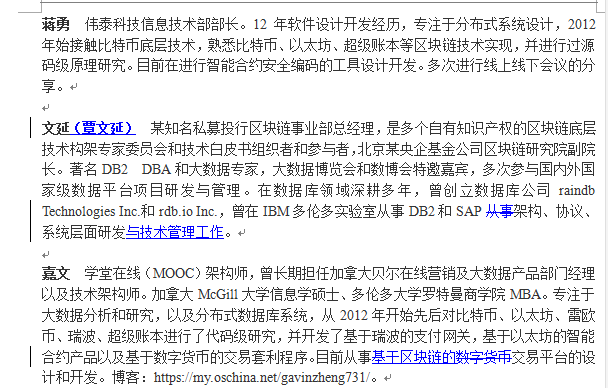 蒋勇　伟泰科技信息技术部部长。12 年软件设计开发经历，专注于分布式系统设计，2012
年始接触比特币底层技术，熟悉比特币、以太坊、超级账本等区块链技术实现，并进行过源
码级原理研究。目前在进行智能合约安全编码的工具设计开发。多次进行线上线下会议的分
享。
文延（贾文延）　某知名私募投行区块链事业部总经理，是多个自有知识产权的区块链底层
技术构架专家委员会和技术白皮书组织者和参与者，北京某央企基金公司区块链研究院副院
长。著名 DB2　DBA 和大数据专家，大数据博览会和数博会特邀嘉宾，多次参与国内外国
家级数据平台项目研发与管理。在数据库领域深耕多年，曾创立数据库公司 raindb
Technologies Inc.和 rdb.io Inc.，曾在 IBM 多伦多实验室从事 DB2 和 SAP 从事架构、协议、
系统层面研发与技术管理工作。
嘉文　学堂在线（MOOC）架构师，曾长期担任加拿大贝尔在线营销及大数据产品部门经理
以及技术架构师。加拿大 McGill 大学信息学硕士、多伦多大学罗特曼商学院 MBA。专注于
大数据分析和研究，以及分布式数据库系统，从 2012 年开始先后对比特币、以太坊、雷欧
币、瑞波、超级账本进行了代码级研究，并开发了基于瑞波的支付网关，基于以太坊的智能
合约产品以及基于数字货币的交易套利程序。目前从事基于区块链的数字货币交易平台的设
计和开发。博客：https://my.oschina.net/gavinzheng731/。